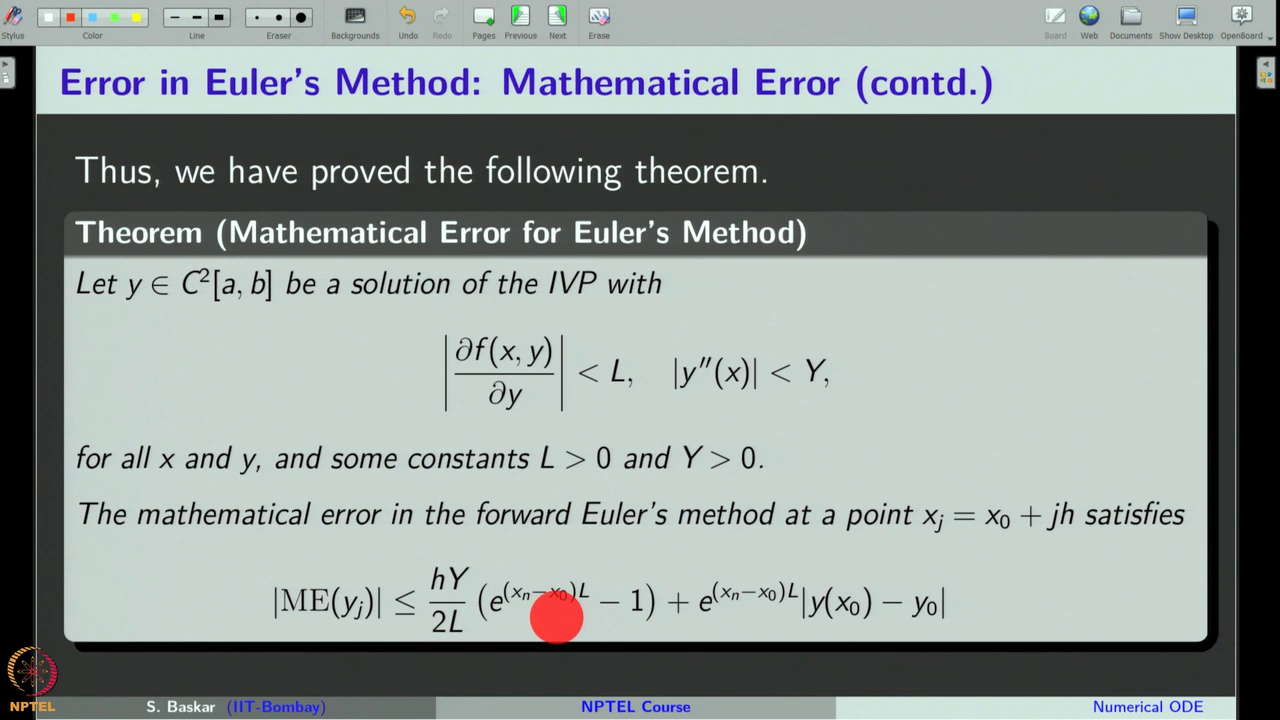 Stylus Color Line Eraser Backgrounds Undo Redo Pages Previous Next Erase Board Web Documents Show Desktop OpenBoard
Error in Euler's Method: Mathematical Error (contd.)
Thus, we have proved the following theorem.
Theorem (Mathematical Error for Euler's Method)
Let y ∈ C²[a, b] be a solution of the IVP with
|∂f(x, y)/∂y| < L, |y″(x)| < Y,
for all x and y, and some constants L > 0 and Y > 0.
The mathematical error in the forward Euler's method at a point xⱼ = x₀ + jh satisfies
|ME(yⱼ)| ≤ hY/2L (e^{(xₙ−x₀)L} − 1) + e^{(xₙ−x₀)L}|y(x₀) − y₀|
NPTEL
S. Baskar (IIT-Bombay) NPTEL Course Numerical ODE